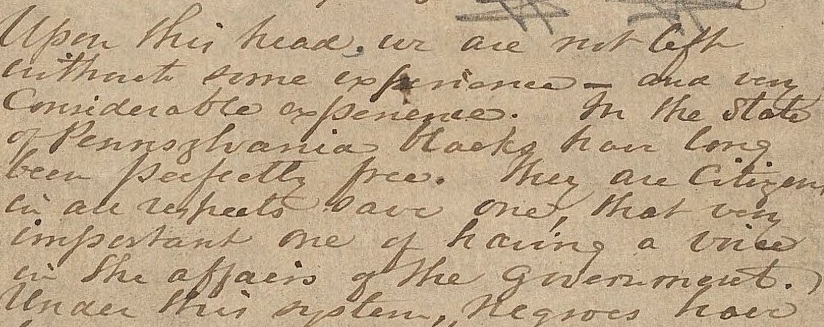 Upon this head, we are not left
without some experience – and very
Considerable experience. In the State
of Pennsylvania blacks have long
been perfectly free. They are Citizens
in all respects save one, that very
important one of having a voice
in the affairs of the Government.
Under this system, Negroes have